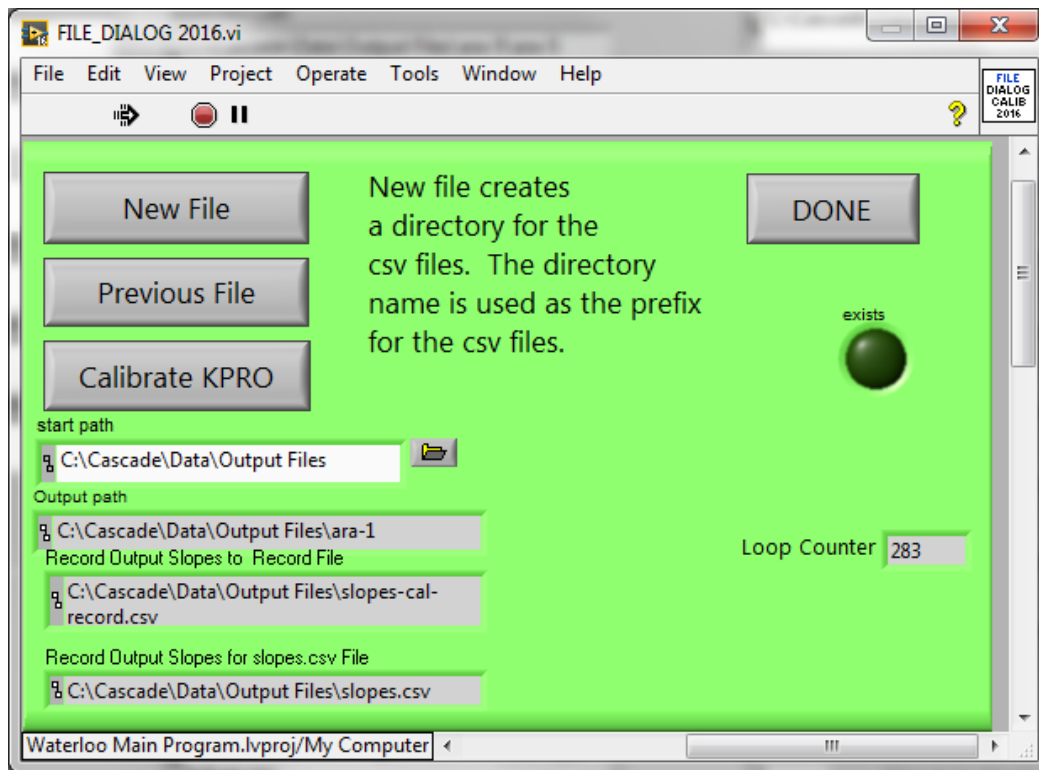 FILE_DIALOG 2016.vi
File Edit View Project Operate Tools Window Help
FILE
DIALOG
CALIB
2016
New File
Previous File
Calibrate KPRO
New file creates
a directory for the
csv files. The directory
name is used as the prefix
for the csv files.
DONE
exists
start path
C:\Cascade\Data\Output Files
Output path
C:\Cascade\Data\Output Files\ara-1
Record Output Slopes to Record File
C:\Cascade\Data\Output Files\slopes-cal-
record.csv
Loop Counter 283
Record Output Slopes for slopes.csv File
C:\Cascade\Data\Output Files\slopes.csv
Waterloo Main Program.lvproj/My Computer